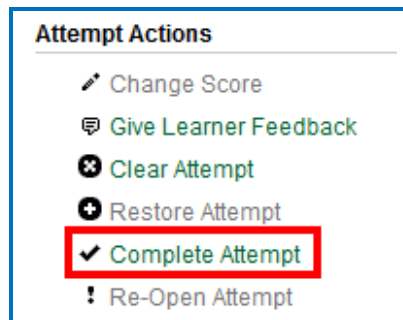 Attempt Actions
Change Score
Give Learner Feedback
Clear Attempt
Restore Attempt
Complete Attempt
Re-Open Attempt